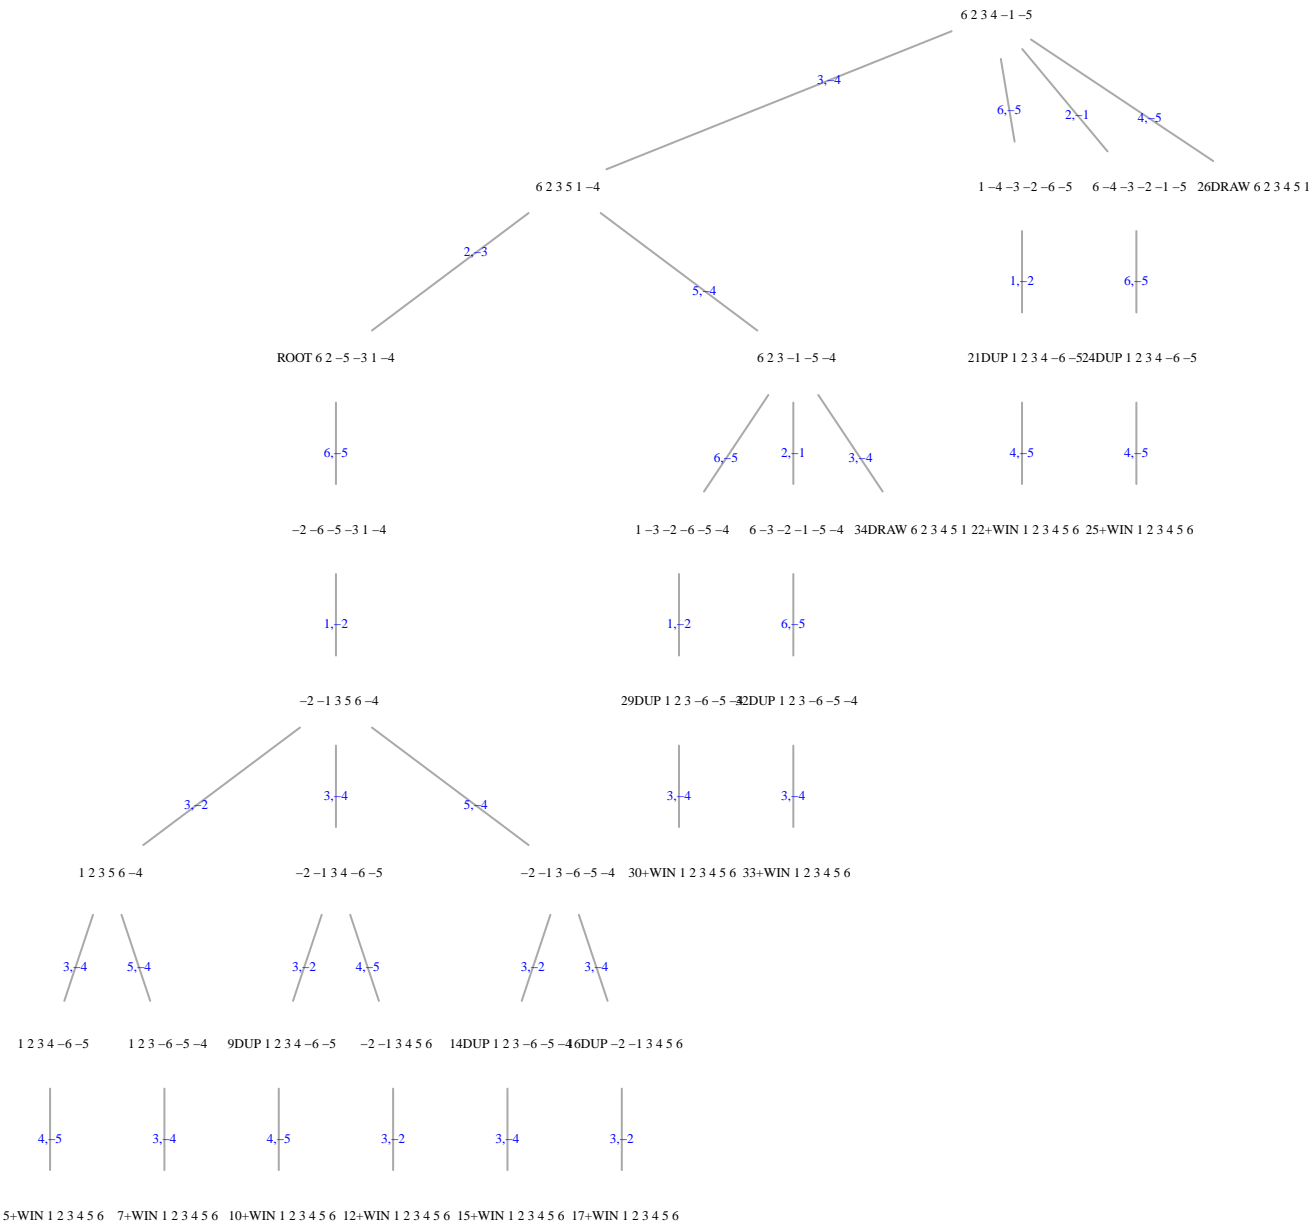 6 2 3 4 −1 −5
3,−4
6,−5
2,−1
4,−5
6 2 3 5 1 −4
1 −4 −3 −2 −6 −5
6 −4 −3 −2 −1 −5
26DRAW 6 2 3 4 5 1
2,−3
5,−4
1,−2
6,−5
ROOT 6 2 −5 −3 1 −4
6 2 3 −1 −5 −4
21DUP 1 2 3 4 −6 −5
24DUP 1 2 3 4 −6 −5
6,−5
6,−5
2,−1
3,−4
4,−5
4,−5
−2 −6 −5 −3 1 −4
1 −3 −2 −6 −5 −4
6 −3 −2 −1 −5 −4
34DRAW 6 2 3 4 5 1
22+WIN 1 2 3 4 5 6
25+WIN 1 2 3 4 5 6
1,−2
1,−2
6,−5
−2 −1 3 5 6 −4
29DUP 1 2 3 −6 −5 −4
32DUP 1 2 3 −6 −5 −4
3,−2
3,−4
5,−4
3,−4
3,−4
1 2 3 5 6 −4
−2 −1 3 4 −6 −5
−2 −1 3 −6 −5 −4
30+WIN 1 2 3 4 5 6
33+WIN 1 2 3 4 5 6
3,−4
5,−4
3,−2
4,−5
3,−2
3,−4
1 2 3 4 −6 −5
1 2 3 −6 −5 −4
9DUP 1 2 3 4 −6 −5
−2 −1 3 4 5 6
14DUP 1 2 3 −6 −5 −4
16DUP −2 −1 3 4 5 6
4,−5
3,−4
4,−5
3,−2
3,−4
3,−2
5+WIN 1 2 3 4 5 6
7+WIN 1 2 3 4 5 6
10+WIN 1 2 3 4 5 6
12+WIN 1 2 3 4 5 6
15+WIN 1 2 3 4 5 6
17+WIN 1 2 3 4 5 6